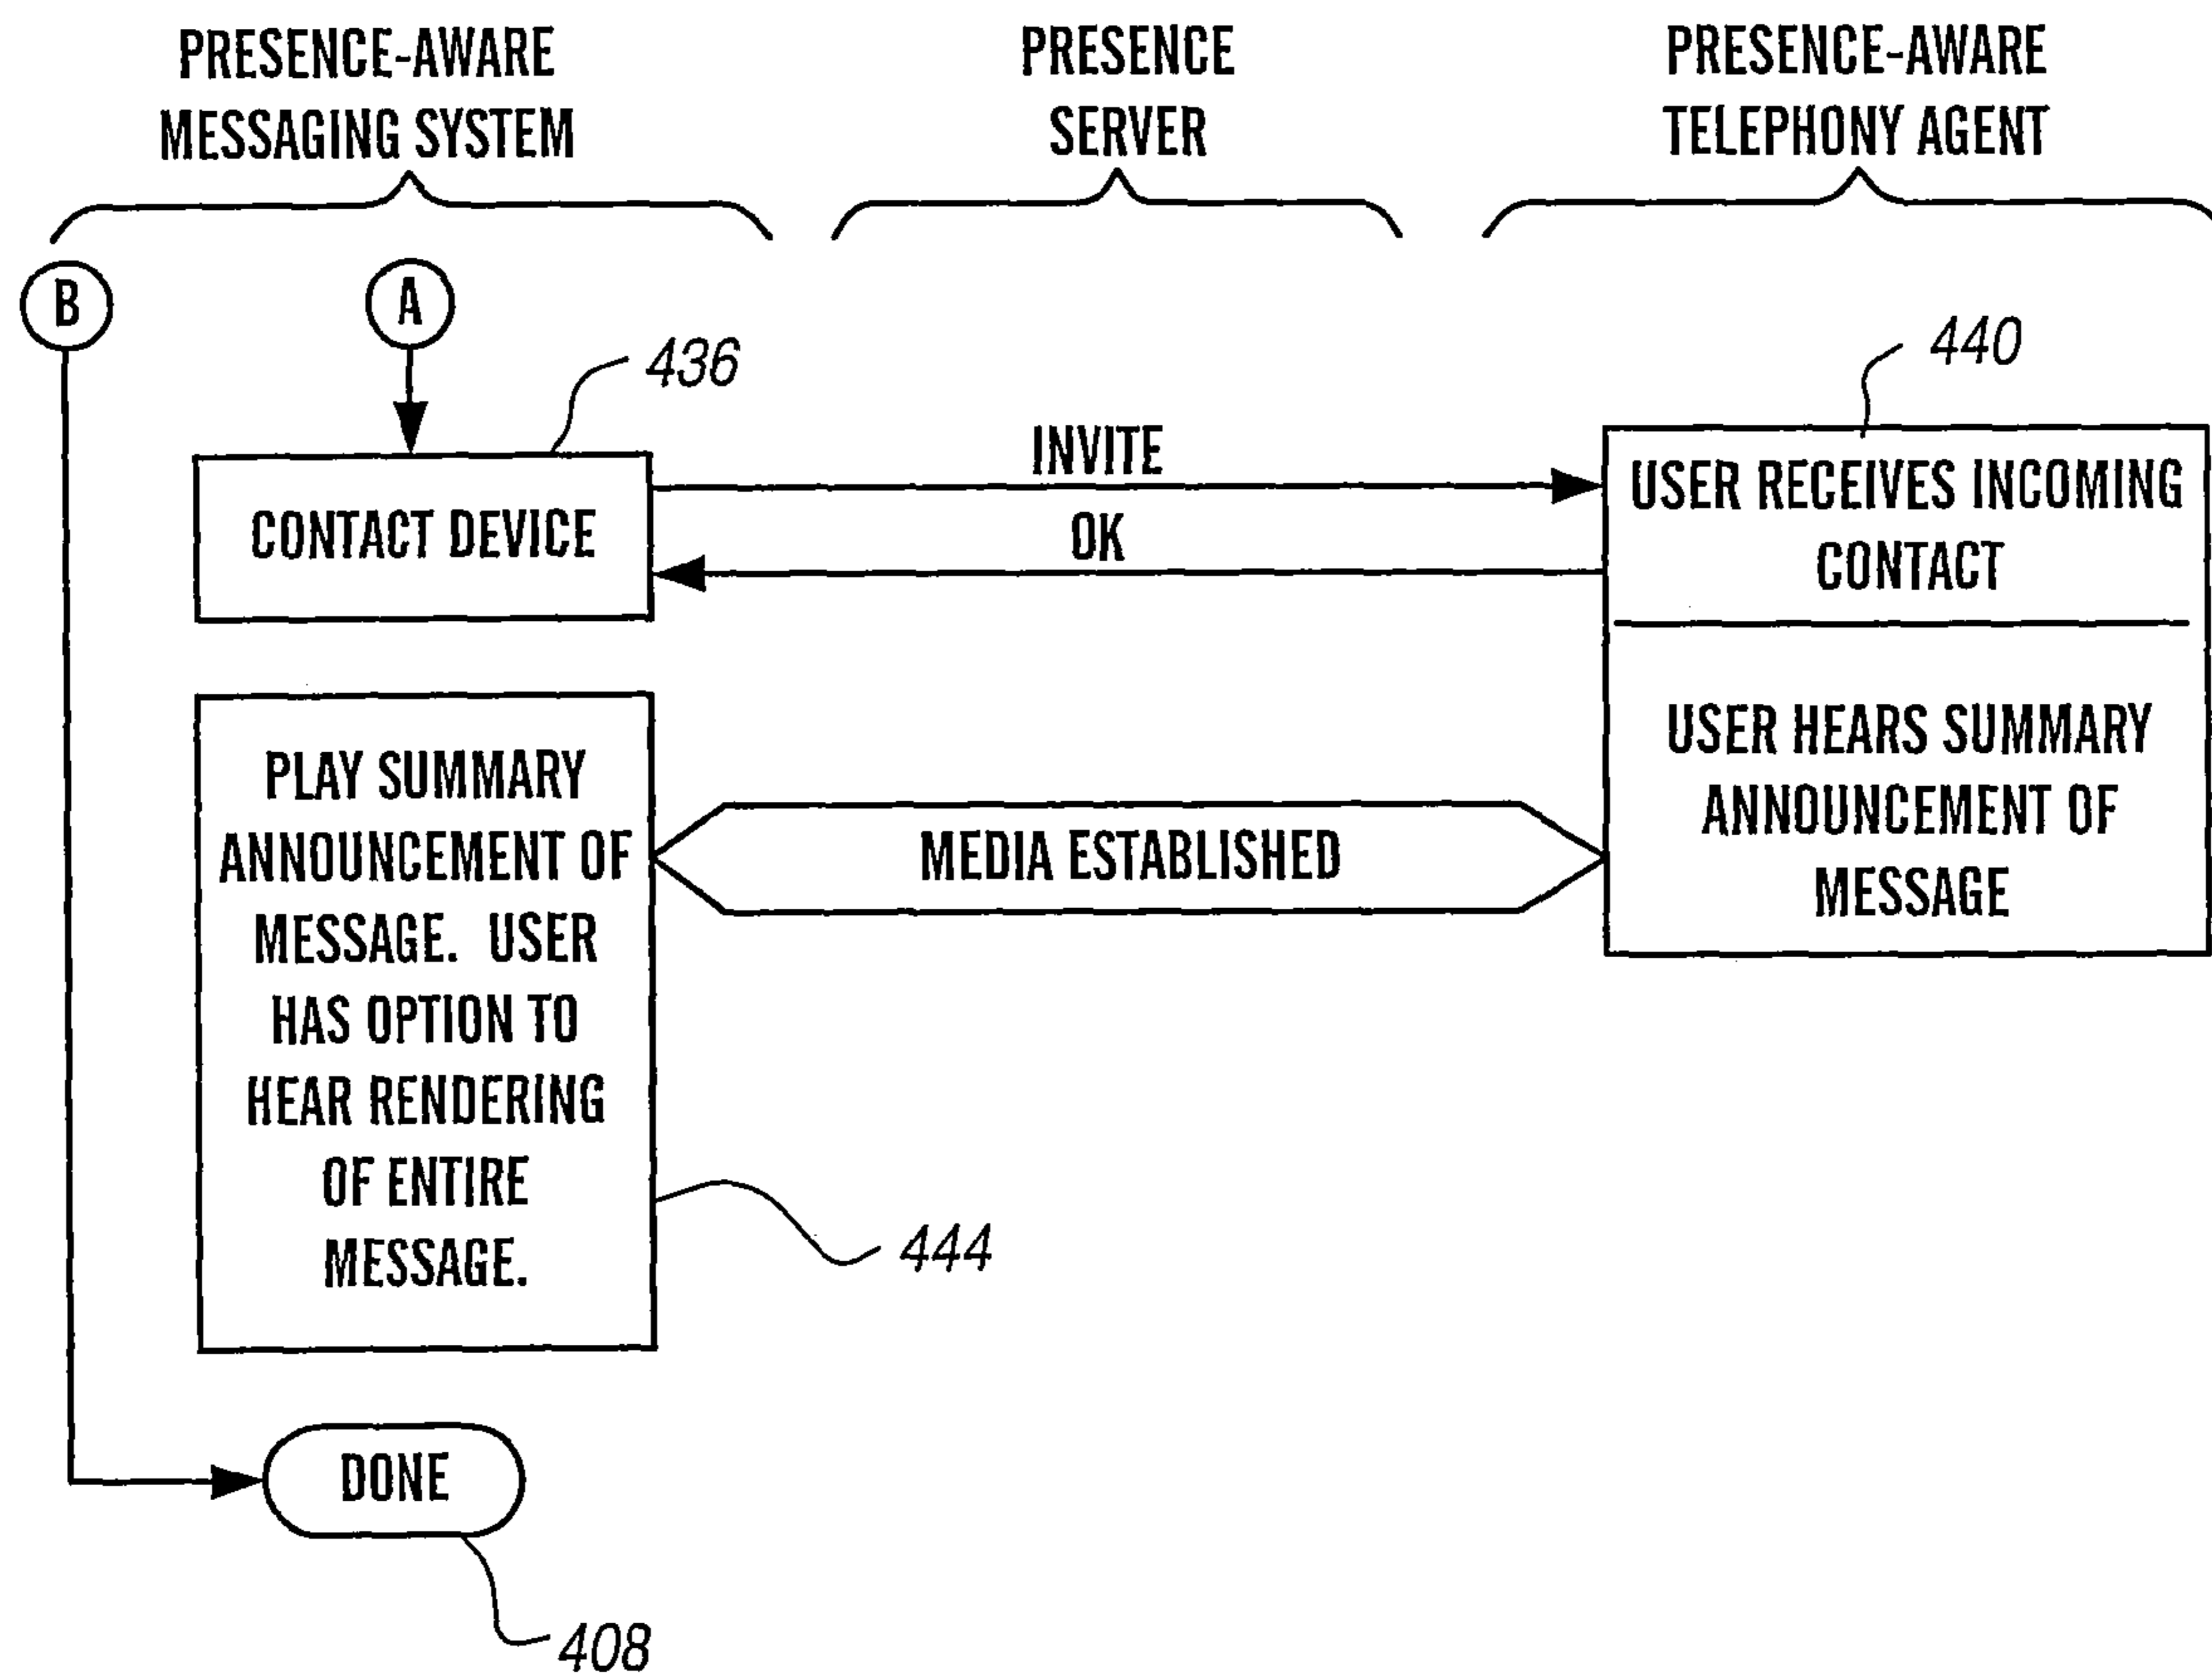 PRESENCE-AWARE
MESSAGING SYSTEM
PRESENCE
SERVER
PRESENCE-AWARE
TELEPHONY AGENT
B
A
436
440
INVITE
OK
CONTACT DEVICE
USER RECEIVES INCOMING
CONTACT
USER HEARS SUMMARY
ANNOUNCEMENT OF
MESSAGE
PLAY SUMMARY
ANNOUNCEMENT OF
MESSAGE. USER
HAS OPTION TO
HEAR RENDERING
OF ENTIRE
MESSAGE.
MEDIA ESTABLISHED
444
DONE
408